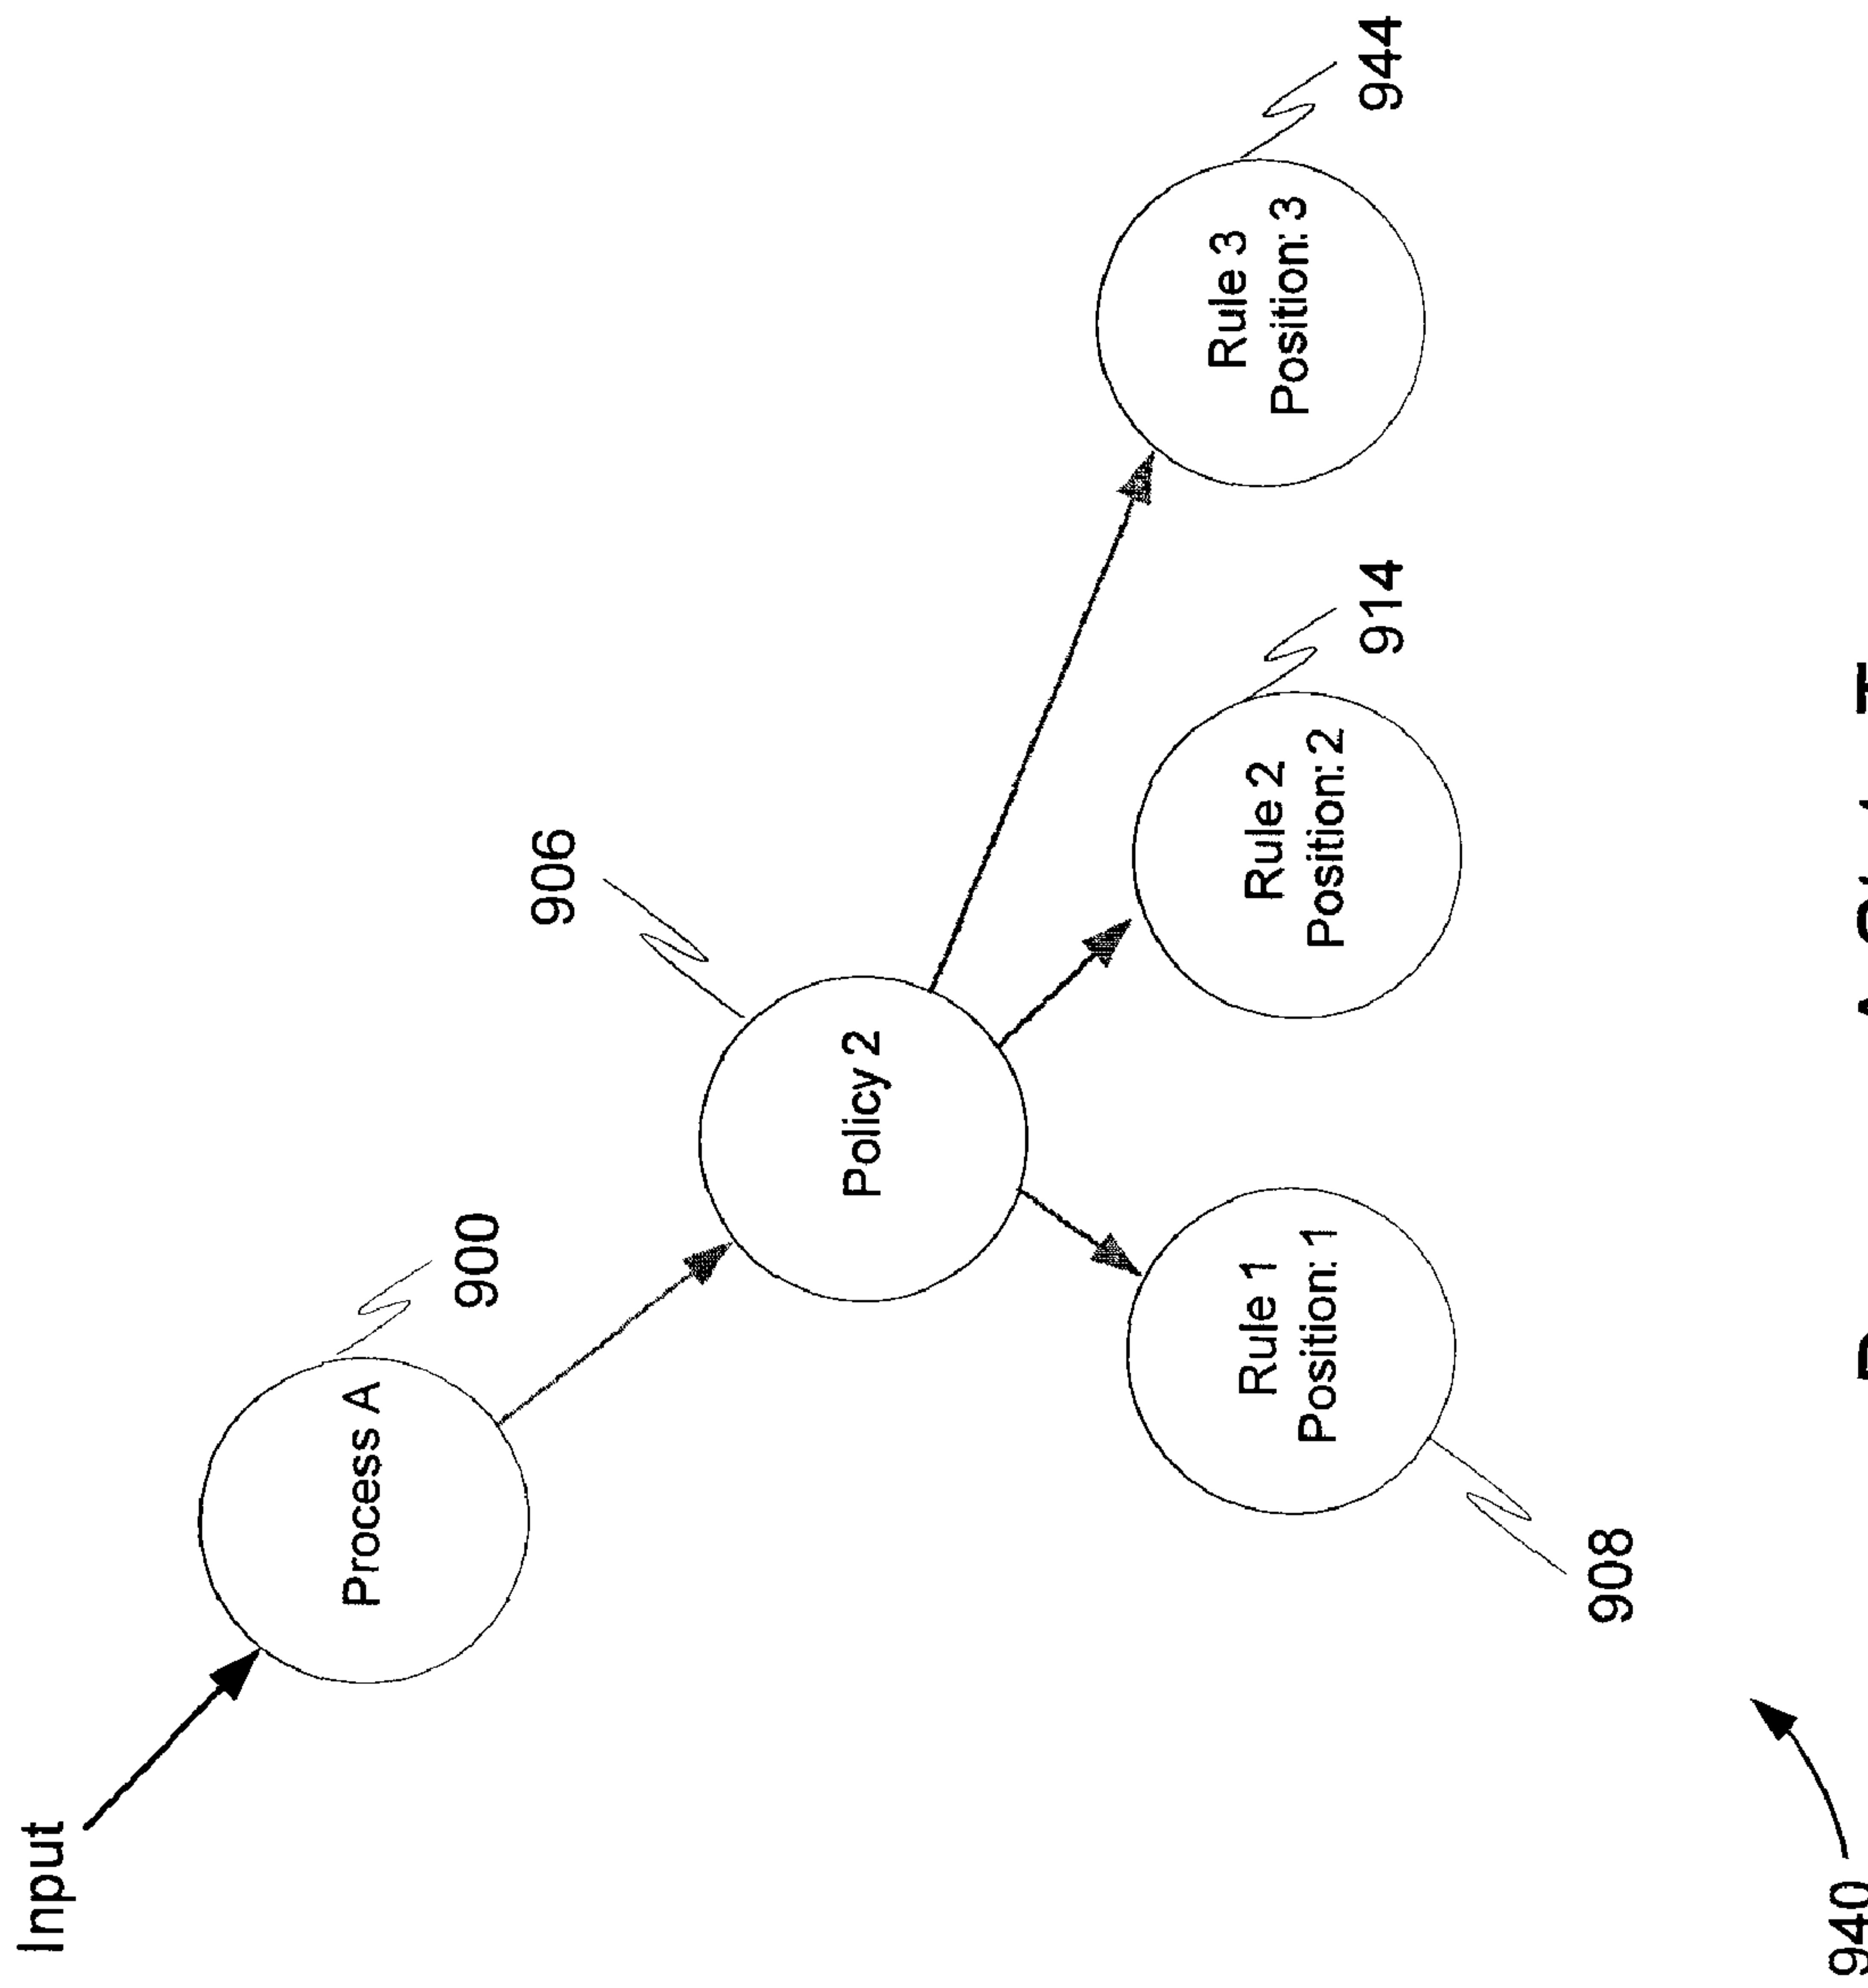 Input
Process A
900
Policy 2
906
Rule 1
Position: 1
908
Rule 2
Position: 2
914
Rule 3
Position: 3
944
940